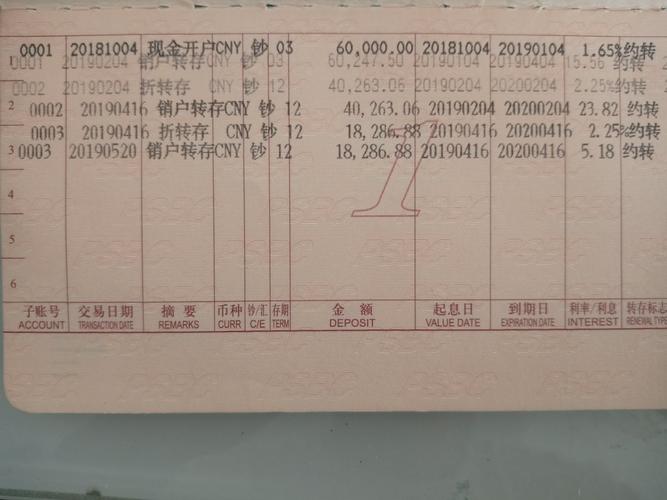 0001 20181004 现金开户CNY 钞 03 60,000.00 20181004 20190104 1.65%约转
0001 20190204 销户转存CNY 钞 03 60,247.50 20190104 20190404 15.56 约转
1
0002 20190204 折转存 CNY 钞 12 40,263.06 20190204 20200204 2.25%约转
2
0002 20190416 销户转存CNY 钞 12 40,263.06 20190204 20200204 23.82 约转
0003 20190416 折转存 CNY 钞 12 18,286.88 20190416 20200416 2.25%约转
3
0003 20190520 销户转存CNY 钞 12 18,286.88 20190416 20200416 5.18 约转
1
4
5
PSBC
6
子账号 交易日期 摘要 币种 钞/汇 存期 金额 起息日 到期日 利率/利息 转存标志
ACCOUNT TRANSACTION DATE REMARKS CURR C/E TERM DEPOSIT VALUE DATE EXPIRATION DATE INTEREST RENEWAL TYPE
PSBC